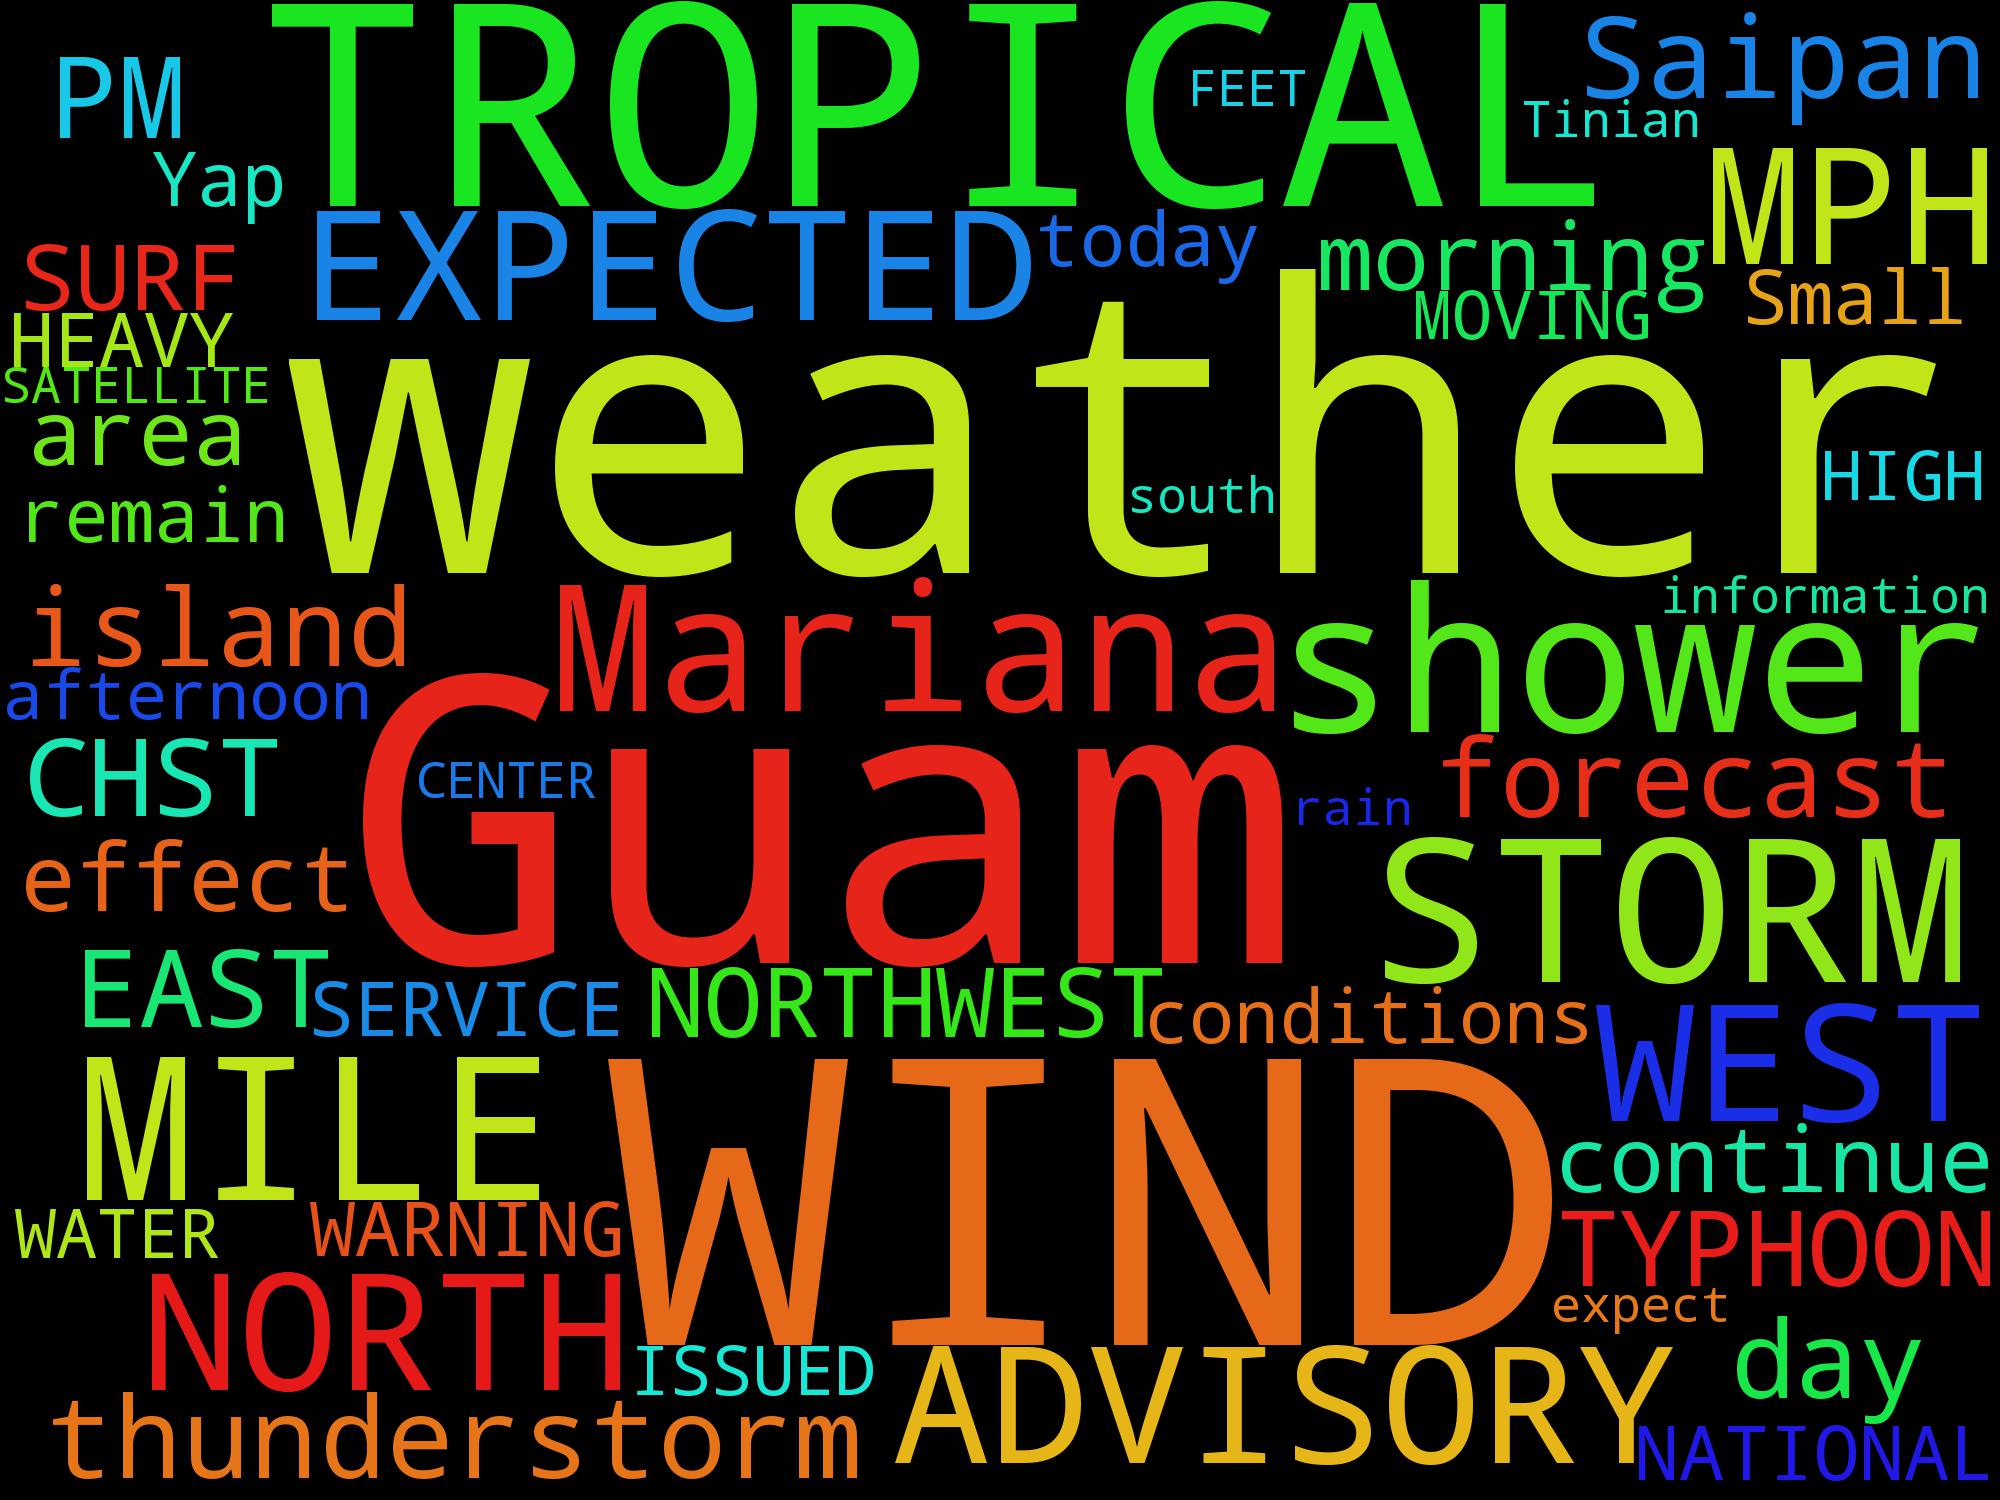 TROPICAL
Saipan
PM
FEET
Tinian
Yap
MPH
EXPECTED
today
morning
SURF
Small
MOVING
HEAVY
weather
SATELLITE
area
HIGH
south
remain
island
Mariana
shower
information
afternoon
Guam
CHST
CENTER
rain
forecast
effect
STORM
EAST
SERVICE
NORTHWEST
conditions
WEST
MILE
WIND
continue
WATER
WARNING
TYPHOON
NORTH
expect
ISSUED
ADVISORY
day
thunderstorm
NATIONAL